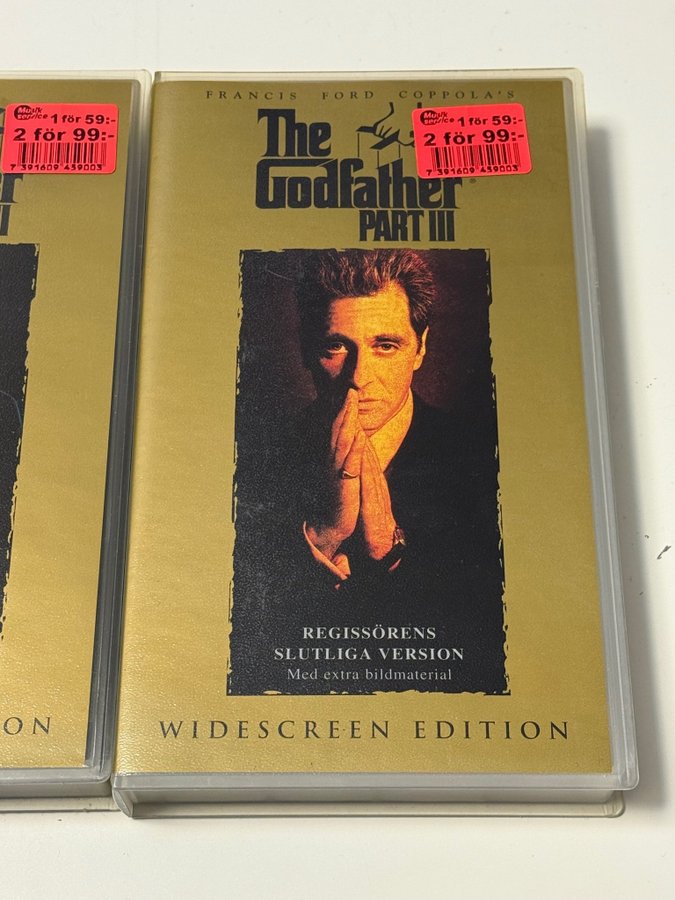 Musik service 1 för 59:-
2 för 99:-
7 391609 459003
ON
FRANCIS FORD COPPOLA'S
The
Godfather
PART III
Musik service 1 för 59:-
2 för 99:-
7 391609 459003
REGISSÖRENS
SLUTLIGA VERSION
Med extra bildmaterial
WIDESCREEN EDITION